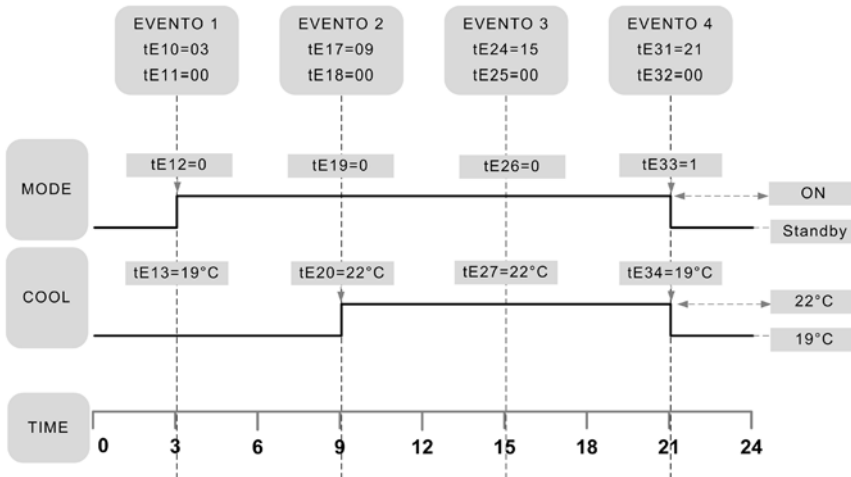 EVENTO 1
tE10=03
tE11=00
EVENTO 2
tE17=09
tE18=00
EVENTO 3
tE24=15
tE25=00
EVENTO 4
tE31=21
tE32=00
MODE
tE12=0
tE19=0
tE26=0
tE33=1
ON
Standby
COOL
tE13=19°C
tE20=22°C
tE27=22°C
tE34=19°C
22°C
19°C
TIME
0 3 6 9 12 15 18 21 24